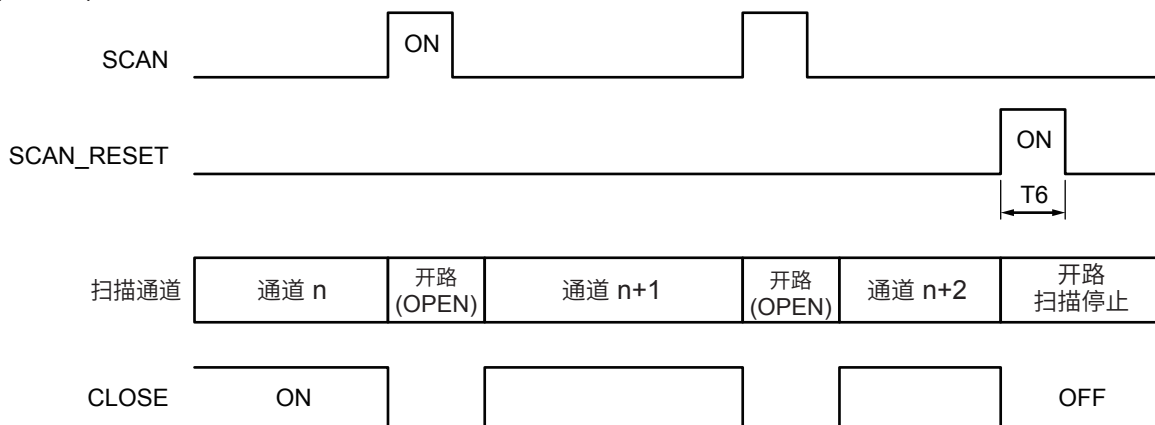 SCAN
ON
SCAN_RESET
ON
T6
扫描通道
通道 n
开路
(OPEN)
通道 n+1
开路
(OPEN)
通道 n+2
开路
扫描停止
CLOSE
ON
OFF